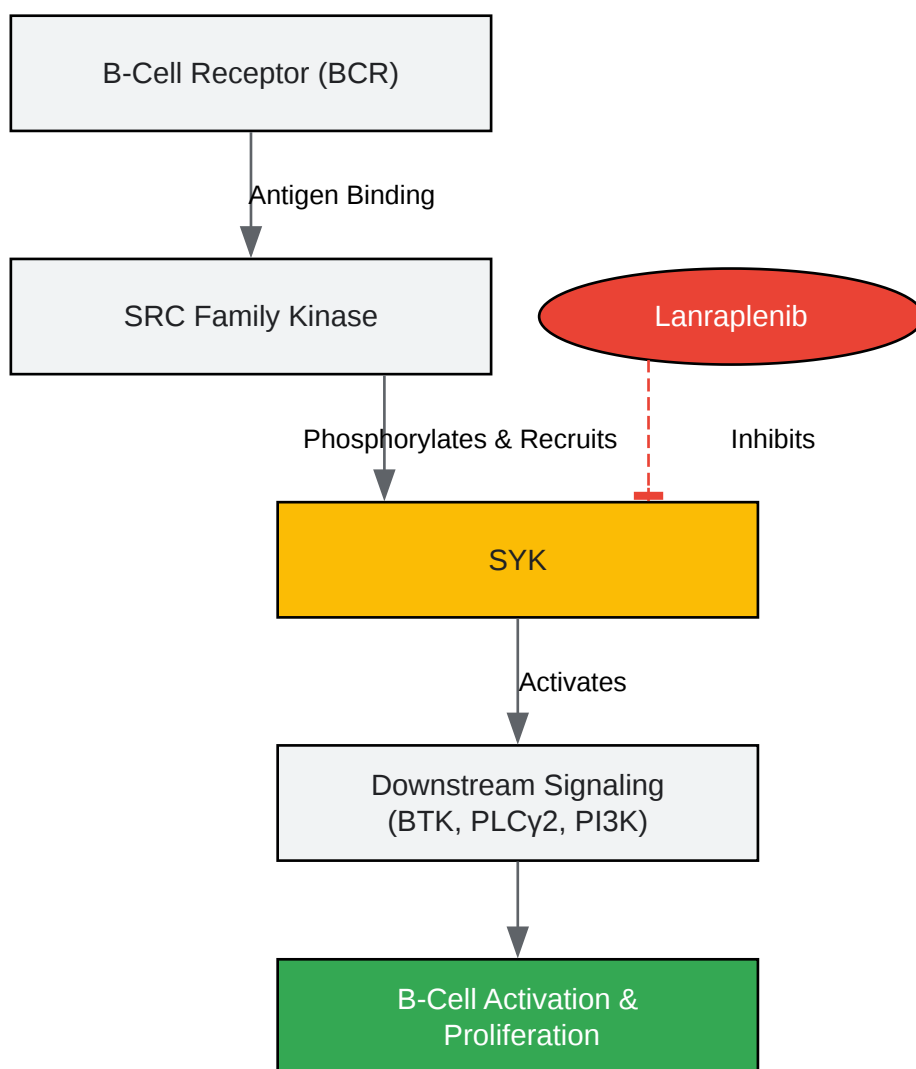 B-Cell Receptor (BCR)
Antigen Binding
SRC Family Kinase
Lanraplenib
Phosphorylates & Recruits
Inhibits
SYK
Activates
Downstream Signaling
(BTK, PLCγ2, PI3K)
B-Cell Activation &
Proliferation